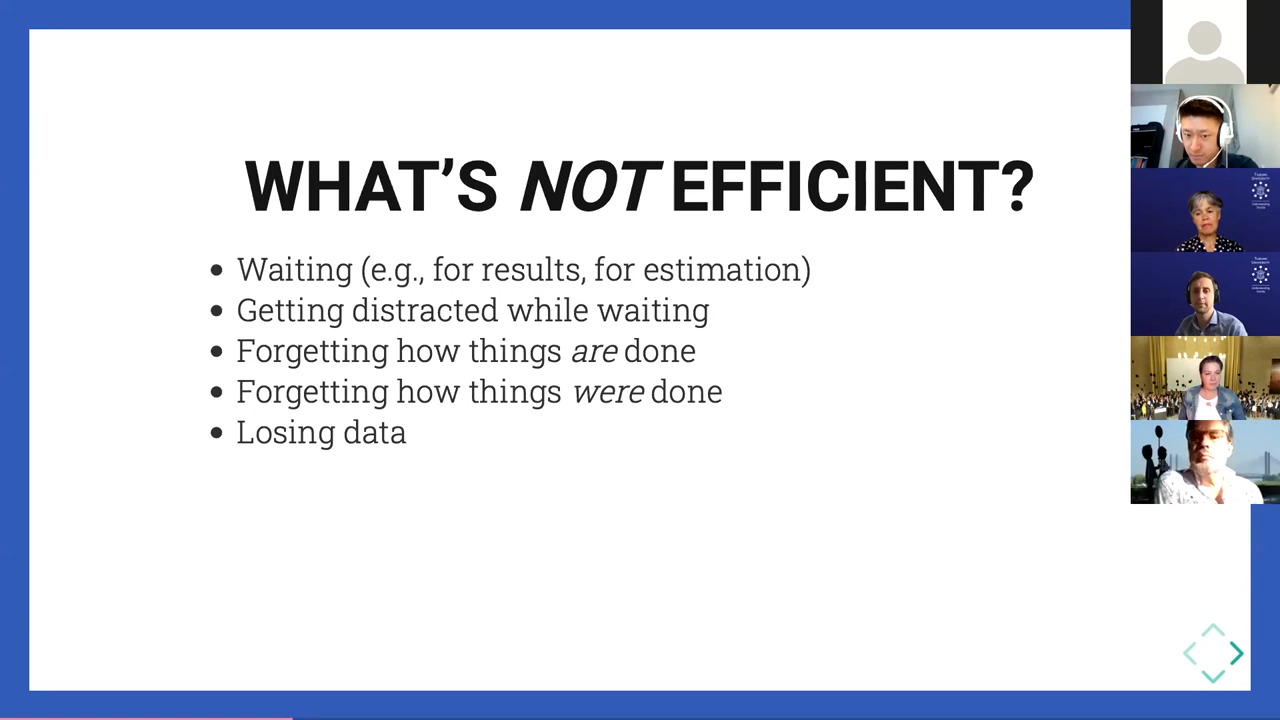 WHAT’S NOT EFFICIENT?
• Waiting (e.g., for results, for estimation)
• Getting distracted while waiting
• Forgetting how things are done
• Forgetting how things were done
• Losing data